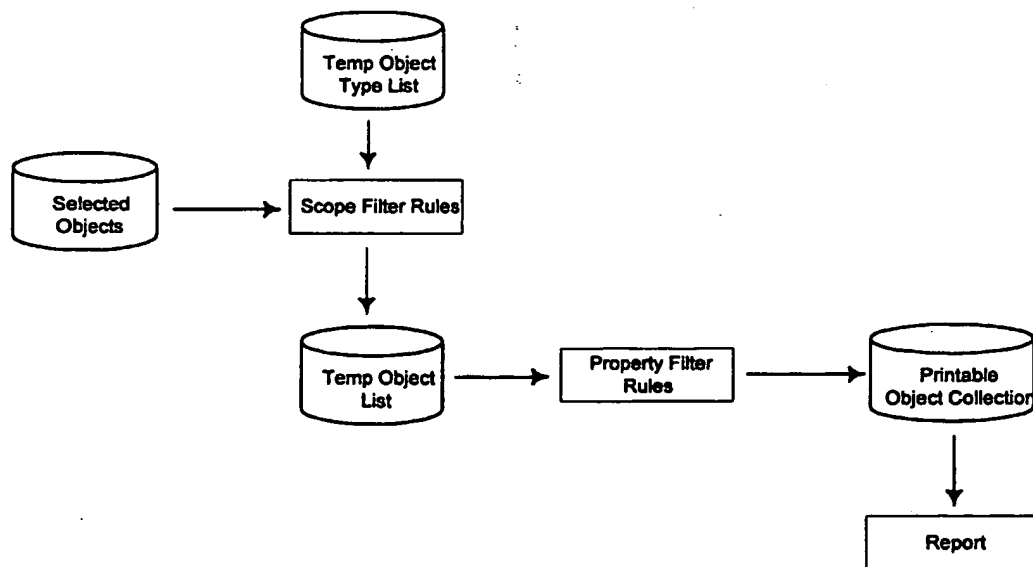 Temp Object
Type List
Selected
Objects
Scope Filter Rules
Temp Object
List
Property Filter
Rules
Printable
Object Collection
Report